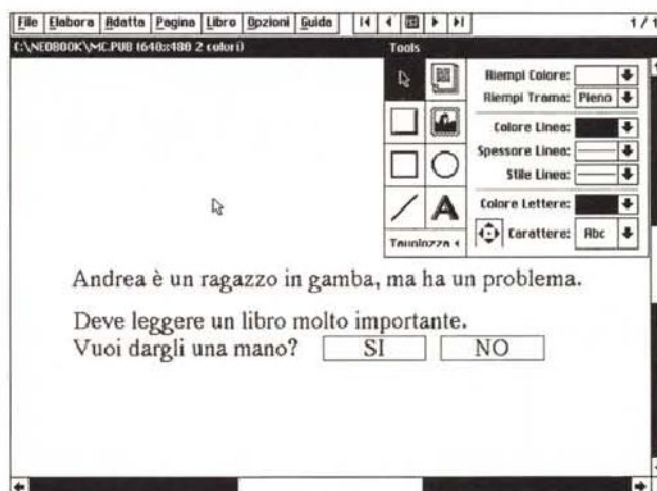 File Elabora Adatta Pagina Libro Opzioni Guida 1/1
C:\NEOBOOK\MC.PUB (640x480 2 colori) Tools
Riempi Colore:
Riempi Trama: Pieno
Colore Linea:
Spessore Linea:
Stile Linea:
Colore Lettere:
Carattere: Abc
Tavolozza
Andrea è un ragazzo in gamba, ma ha un problema.
Deve leggere un libro molto importante.
Vuoi dargli una mano? SI NO